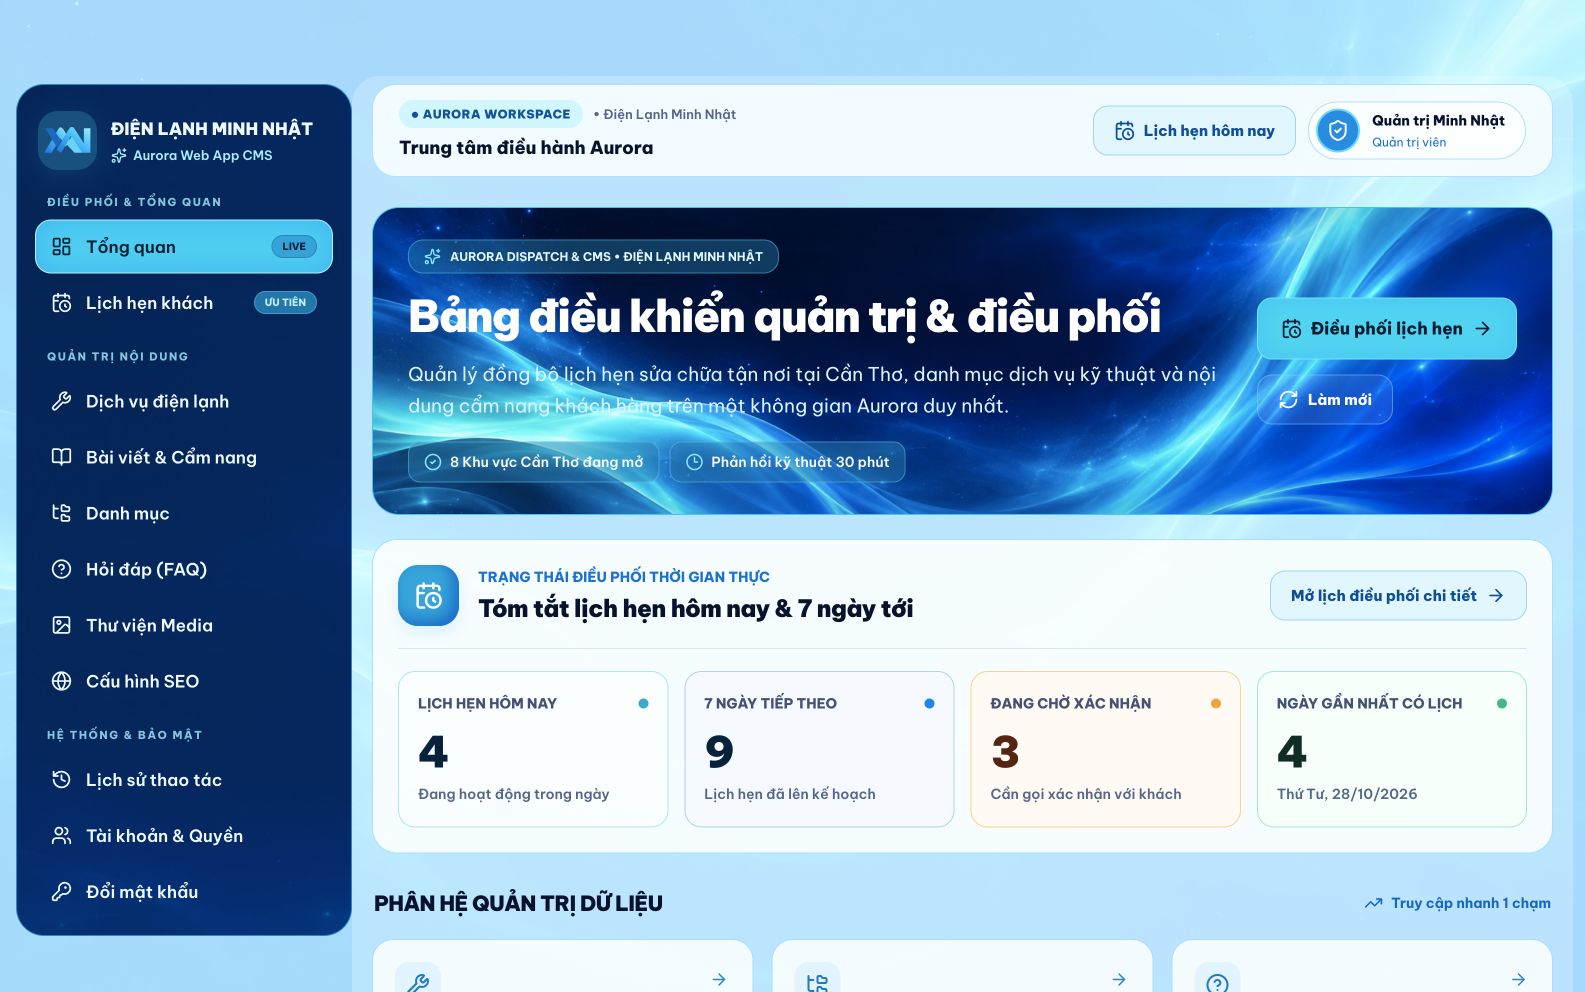 ĐIỆN LẠNH MINH NHẬT
Aurora Web App CMS
ĐIỀU PHỐI & TỔNG QUAN
Tổng quan
LIVE
Lịch hẹn khách
ƯU TIÊN
QUẢN TRỊ NỘI DUNG
Dịch vụ điện lạnh
Bài viết & Cẩm nang
Danh mục
Hỏi đáp (FAQ)
Thư viện Media
Cấu hình SEO
HỆ THỐNG & BẢO MẬT
Lịch sử thao tác
Tài khoản & Quyền
Đổi mật khẩu
• AURORA WORKSPACE
• Điện Lạnh Minh Nhật
Trung tâm điều hành Aurora
Lịch hẹn hôm nay
Quản trị Minh Nhật
Quản trị viên
AURORA DISPATCH & CMS • ĐIỆN LẠNH MINH NHẬT
Bảng điều khiển quản trị & điều phối
Quản lý đồng bộ lịch hẹn sửa chữa tận nơi tại Cần Thơ, danh mục dịch vụ kỹ thuật và nội
dung cẩm nang khách hàng trên một không gian Aurora duy nhất.
8 Khu vực Cần Thơ đang mở
Phản hồi kỹ thuật 30 phút
Điều phối lịch hẹn
Làm mới
TRẠNG THÁI ĐIỀU PHỐI THỜI GIAN THỰC
Tóm tắt lịch hẹn hôm nay & 7 ngày tới
Mở lịch điều phối chi tiết
LỊCH HẸN HÔM NAY
4
Đang hoạt động trong ngày
7 NGÀY TIẾP THEO
9
Lịch hẹn đã lên kế hoạch
ĐANG CHỜ XÁC NHẬN
3
Cần gọi xác nhận với khách
NGÀY GẦN NHẤT CÓ LỊCH
4
Thứ Tư, 28/10/2026
PHÂN HỆ QUẢN TRỊ DỮ LIỆU
Truy cập nhanh 1 chạm